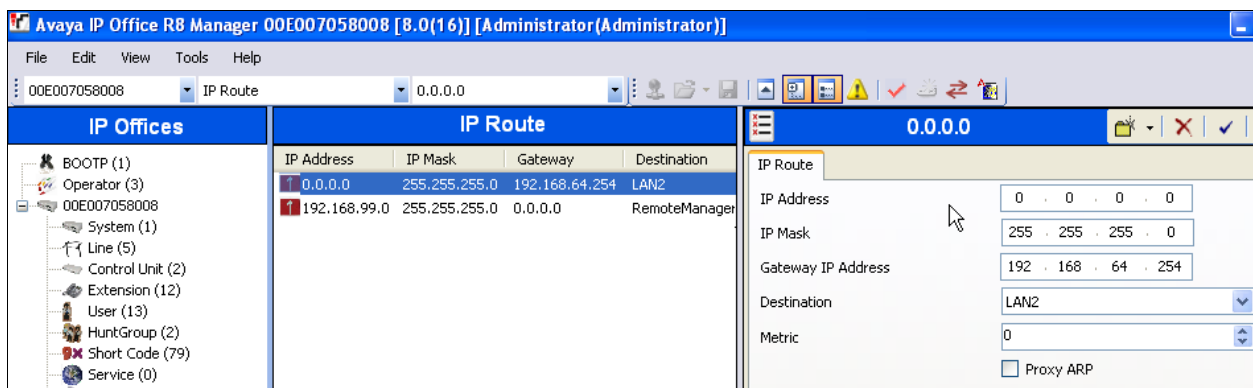 Avaya IP Office R8 Manager 00E007058008 [8.0(16)] [Administrator(Administrator)]
File Edit View Tools Help
00E007058008 IP Route 0.0.0.0
IP Offices
BOOTP (1)
Operator (3)
00E007058008
System (1)
Line (5)
Control Unit (2)
Extension (12)
User (13)
HuntGroup (2)
Short Code (79)
Service (0)
IP Route
IP Address IP Mask Gateway Destination
0.0.0.0 255.255.255.0 192.168.64.254 LAN2
192.168.99.0 255.255.255.0 0.0.0.0 RemoteManager
0.0.0.0
IP Route
IP Address 0 . 0 . 0 . 0
IP Mask 255 . 255 . 255 . 0
Gateway IP Address 192 . 168 . 64 . 254
Destination LAN2
Metric 0
Proxy ARP